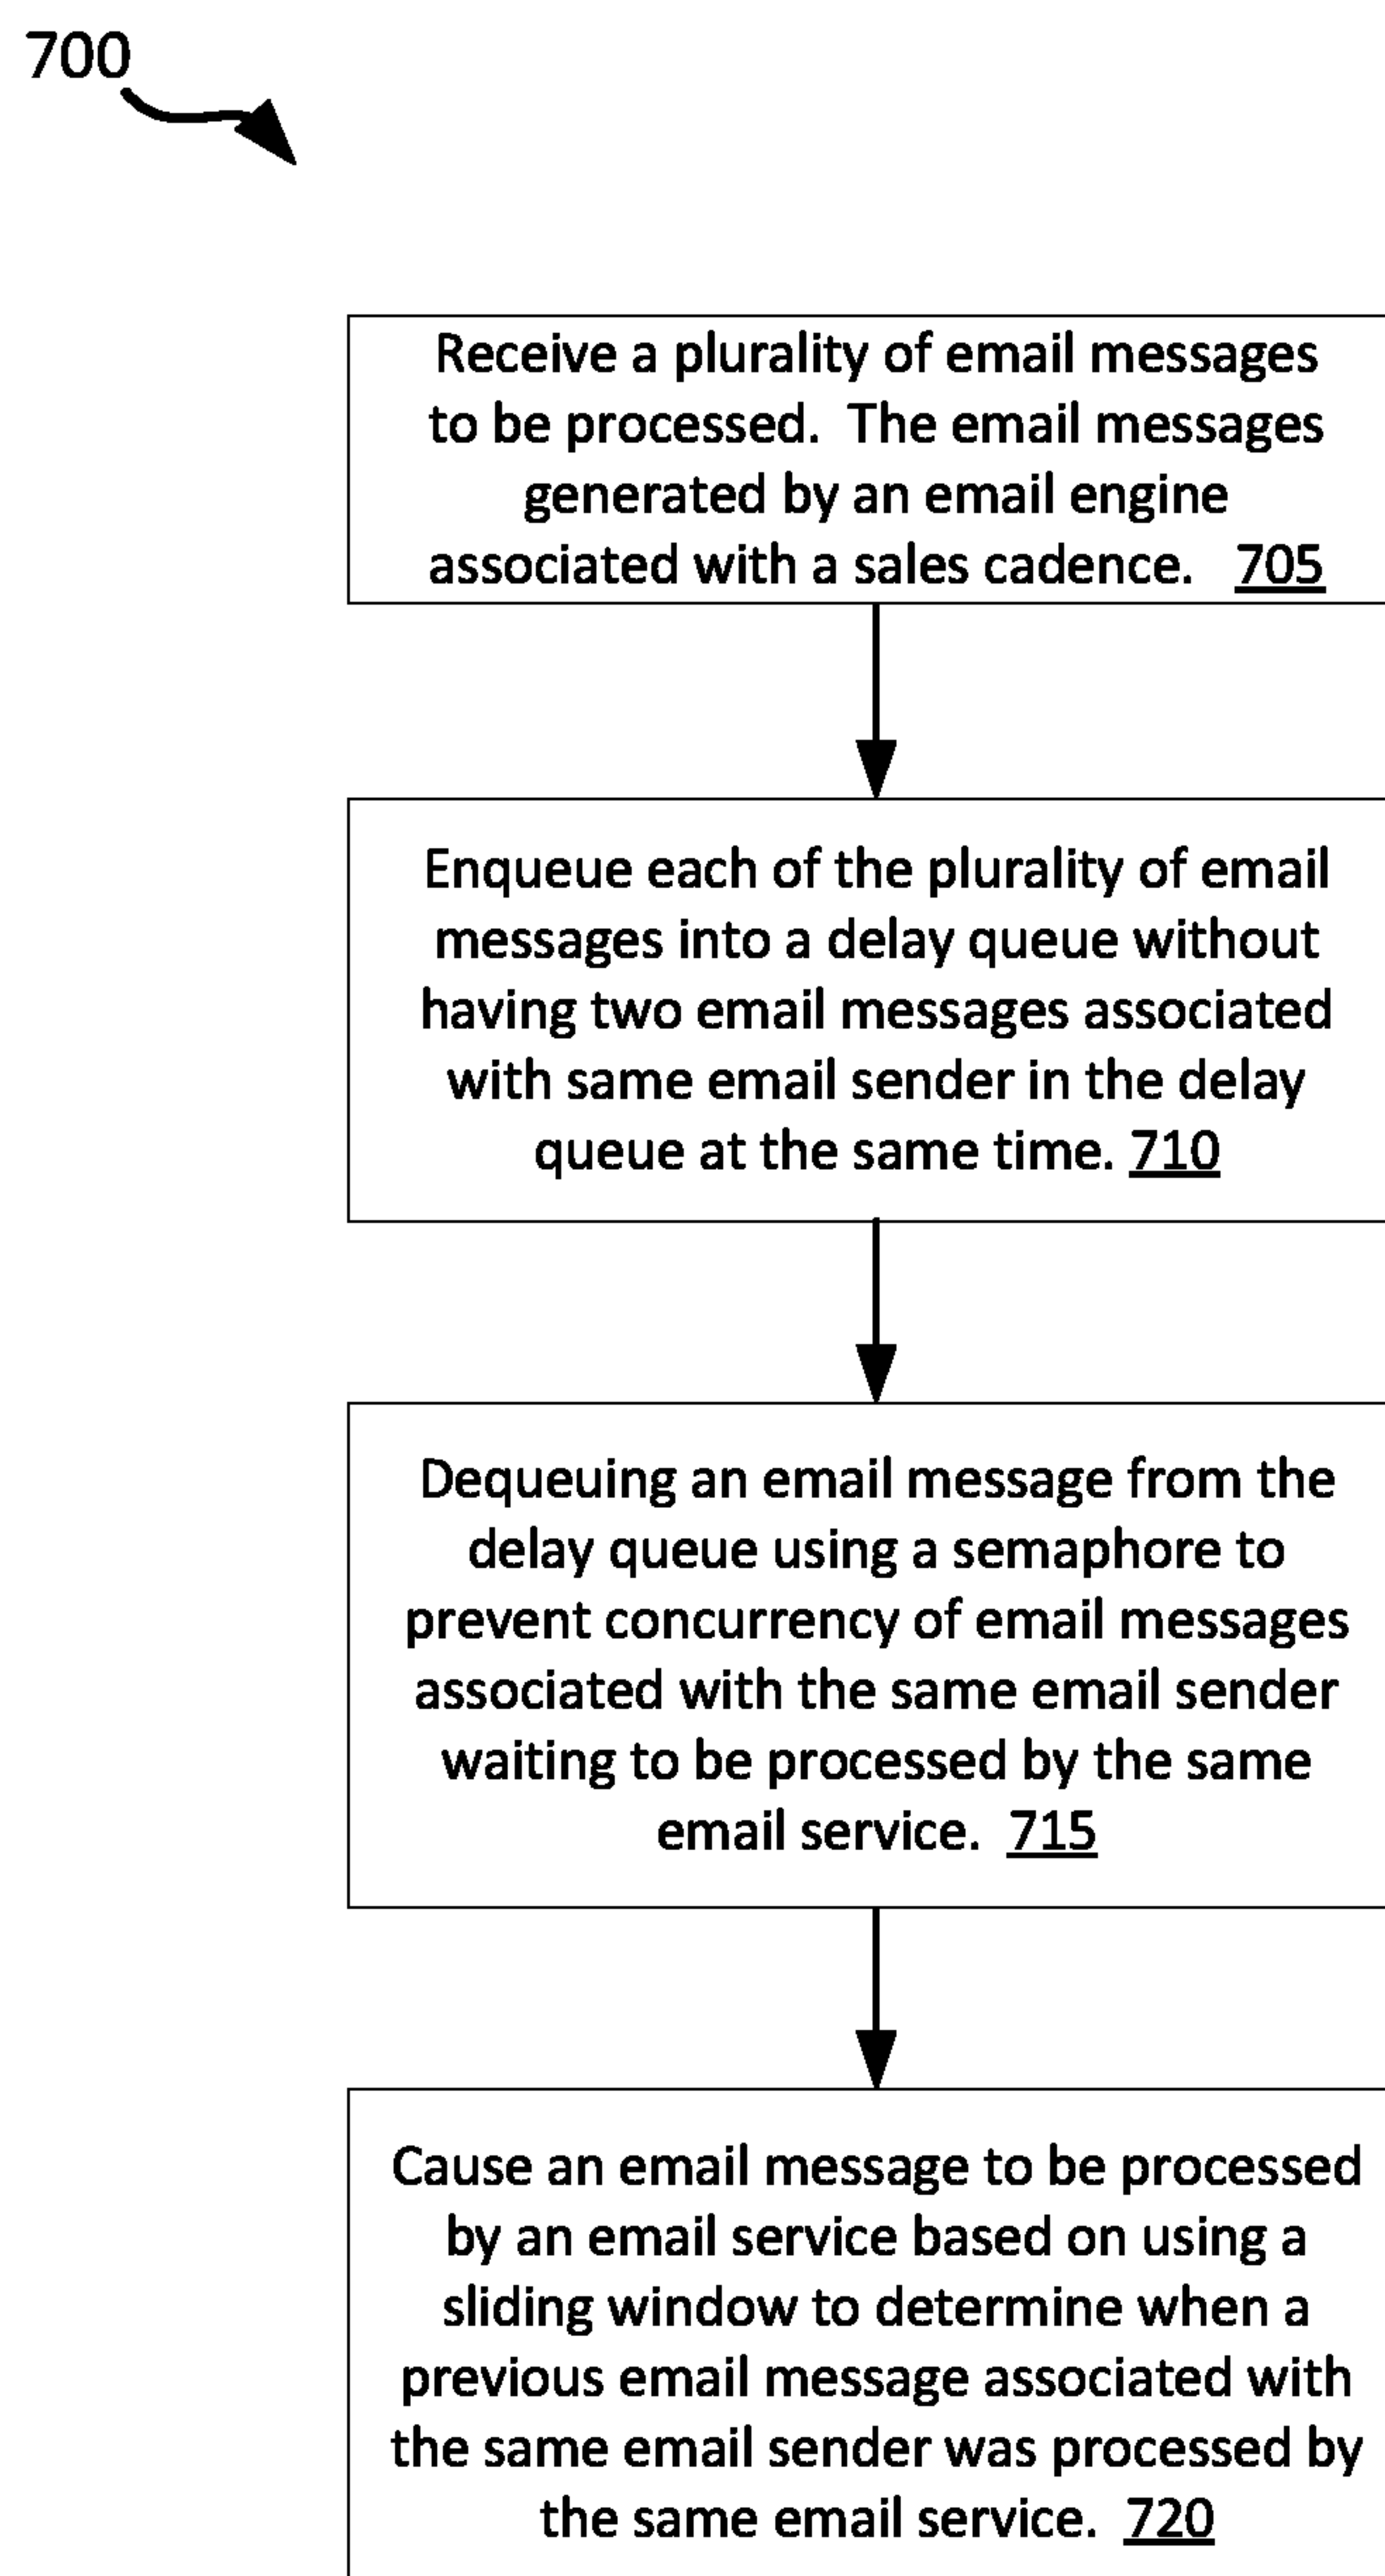 700
Receive a plurality of email messages
to be processed.  The email messages
generated by an email engine
associated with a sales cadence.  705
Enqueue each of the plurality of email
messages into a delay queue without
having two email messages associated
with same email sender in the delay
queue at the same time. 710
Dequeuing an email message from the
delay queue using a semaphore to
prevent concurrency of email messages
associated with the same email sender
waiting to be processed by the same
email service.  715
Cause an email message to be processed
by an email service based on using a
sliding window to determine when a
previous email message associated with
the same email sender was processed by
the same email service.  720